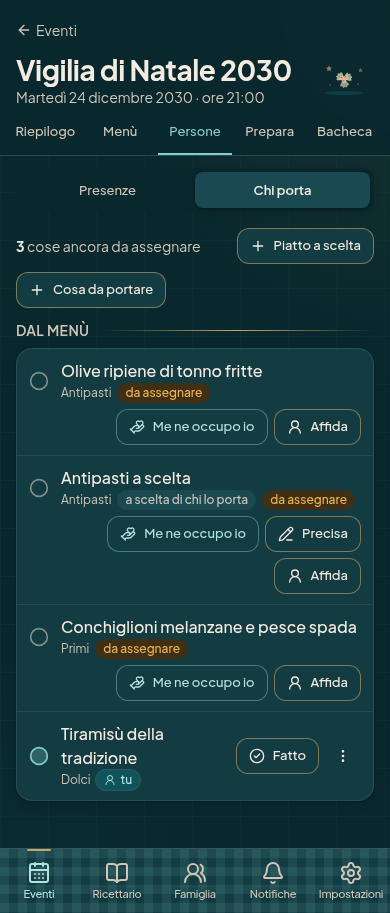 Eventi
Vigilia di Natale 2030
Martedì 24 dicembre 2030 · ore 21:00
Riepilogo Menù Persone Prepara Bacheca
Presenze Chi porta
3 cose ancora da assegnare
Piatto a scelta
Cosa da portare
DAL MENÙ
Olive ripiene di tonno fritte
Antipasti da assegnare
Me ne occupo io Affida
Antipasti a scelta
Antipasti a scelta di chi lo porta da assegnare
Me ne occupo io Precisa
Affida
Conchiglioni melanzane e pesce spada
Primi da assegnare
Me ne occupo io Affida
Tiramisù della
tradizione
Dolci tu
Fatto
Eventi Ricettario Famiglia Notifiche Impostazioni